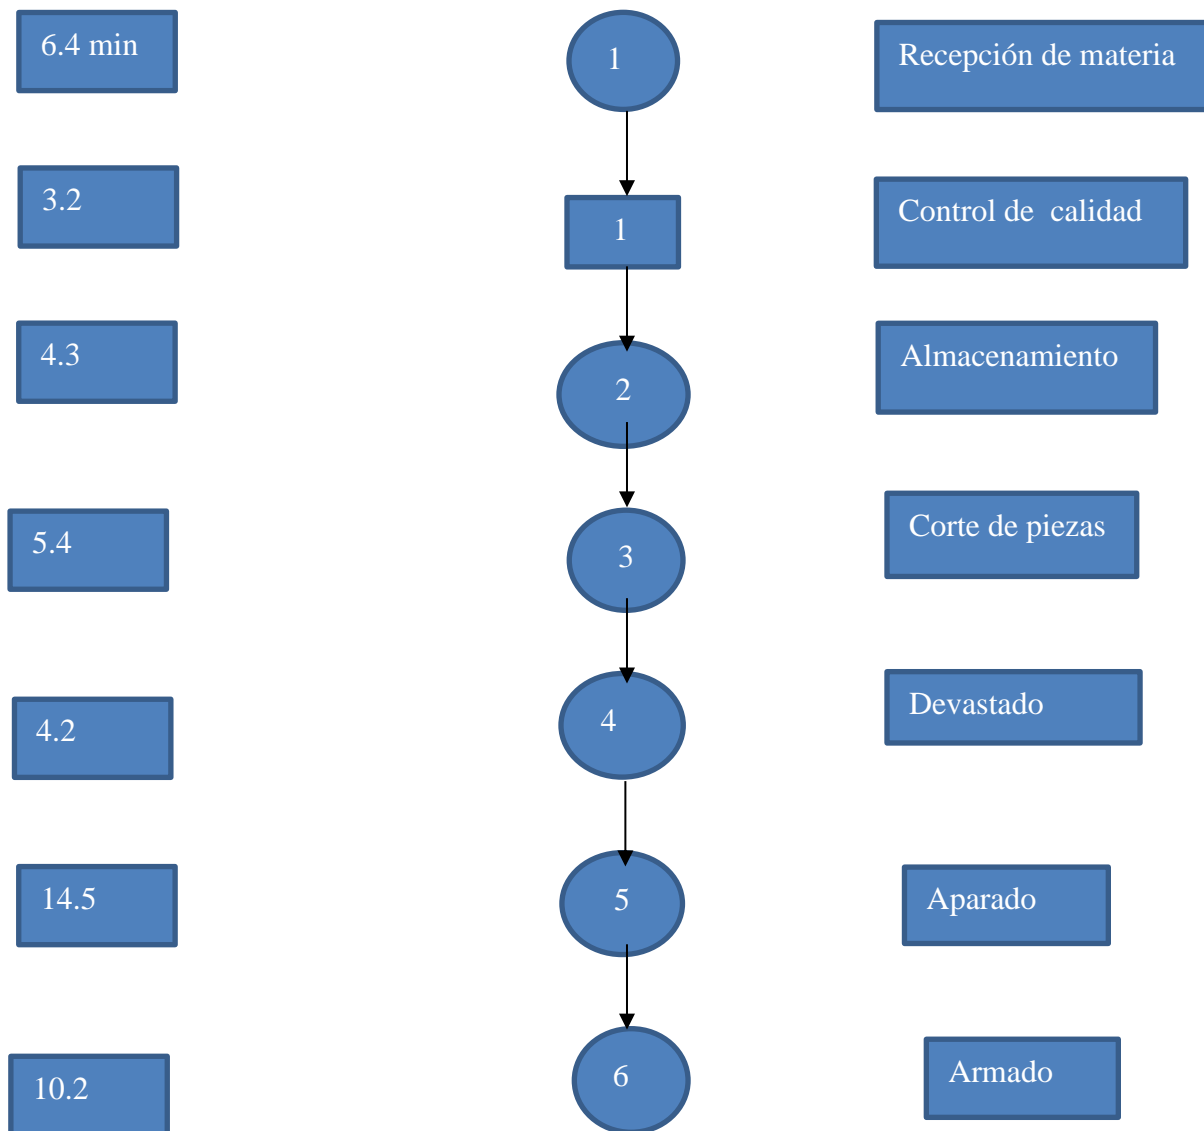 6.4 min
1
Recepción de materia
3.2
1
Control de  calidad
4.3
2
Almacenamiento
5.4
3
Corte de piezas
4.2
4
Devastado
14.5
5
Aparado
10.2
6
Armado